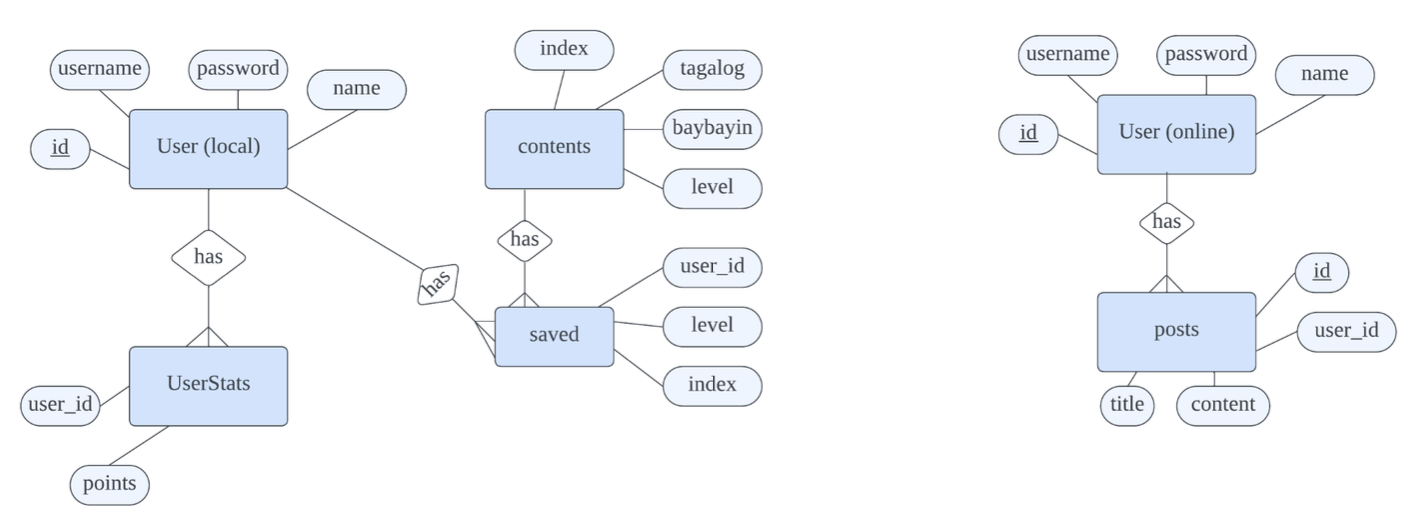 index
username
password
tagalog
name
User (local)
id
contents
baybayin
level
has
has
has
user_id
saved
level
index
UserStats
user_id
points
username
password
name
User (online)
id
has
id
posts
user_id
title
content